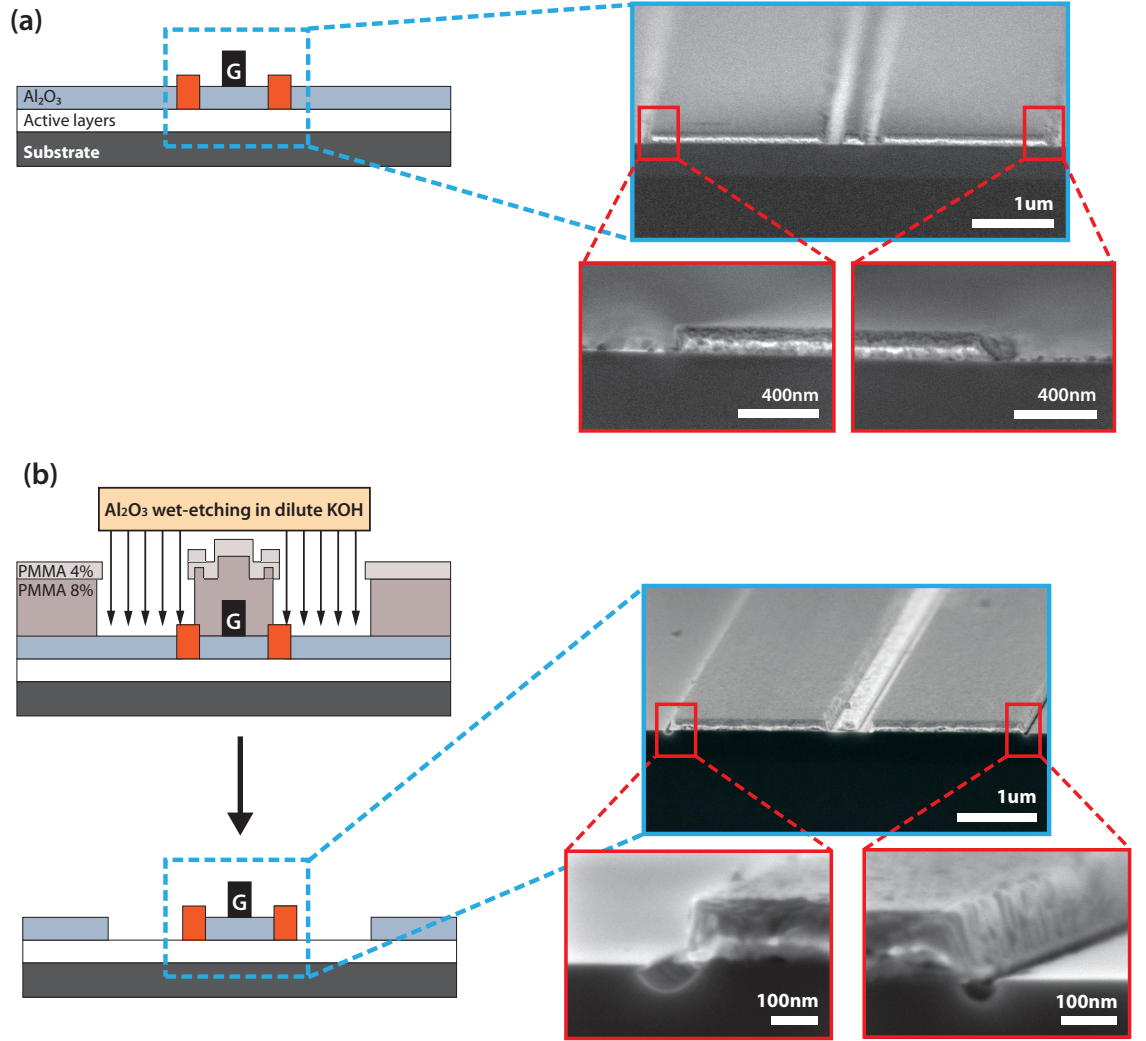 (a)
G
Al₂O₃
Active layers
Substrate
1um
400nm
400nm
(b)
Al₂O₃ wet-etching in dilute KOH
PMMA 4%
PMMA 8%
G
1um
G
100nm
100nm